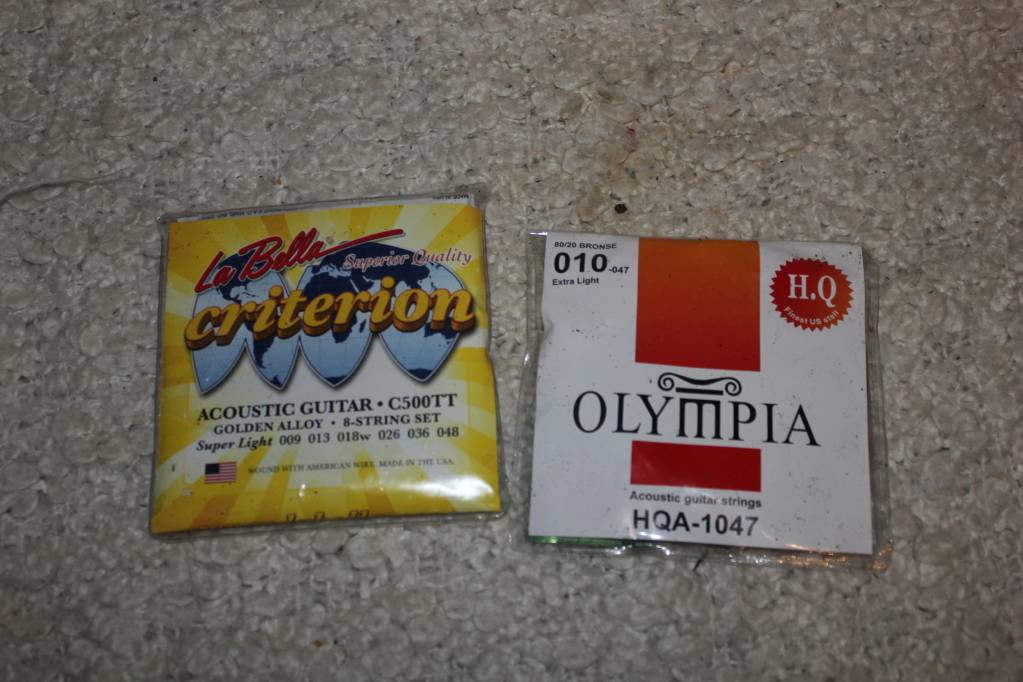 La Bella
Superior Quality
criterion
ACOUSTIC GUITAR • C500TT
GOLDEN ALLOY • 8-STRING SET
Super Light 009 013 018w 026 036 048
WOUND WITH AMERICAN WIRE. MADE IN THE USA.
80/20 BRONSE
010-047
Extra Light
H.Q
Finest US stall
OLYMPIA
Acoustic guitar strings
HQA-1047